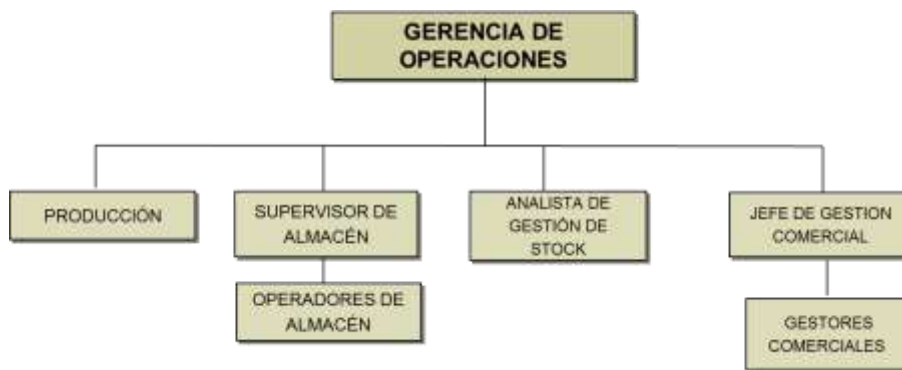 GERENCIA DE
OPERACIONES
PRODUCCIÓN
SUPERVISOR DE
ALMACÉN
ANALISTA DE
GESTIÓN DE
STOCK
JEFE DE GESTION
COMERCIAL
OPERADORES DE
ALMACÉN
GESTORES
COMERCIALES